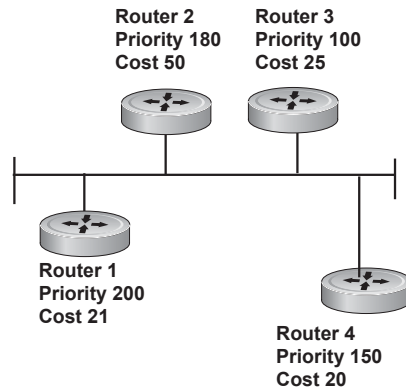 Router 2
Priority 180
Cost 50
Router 3
Priority 100
Cost 25
Router 1
Priority 200
Cost 21
Router 4
Priority 150
Cost 20